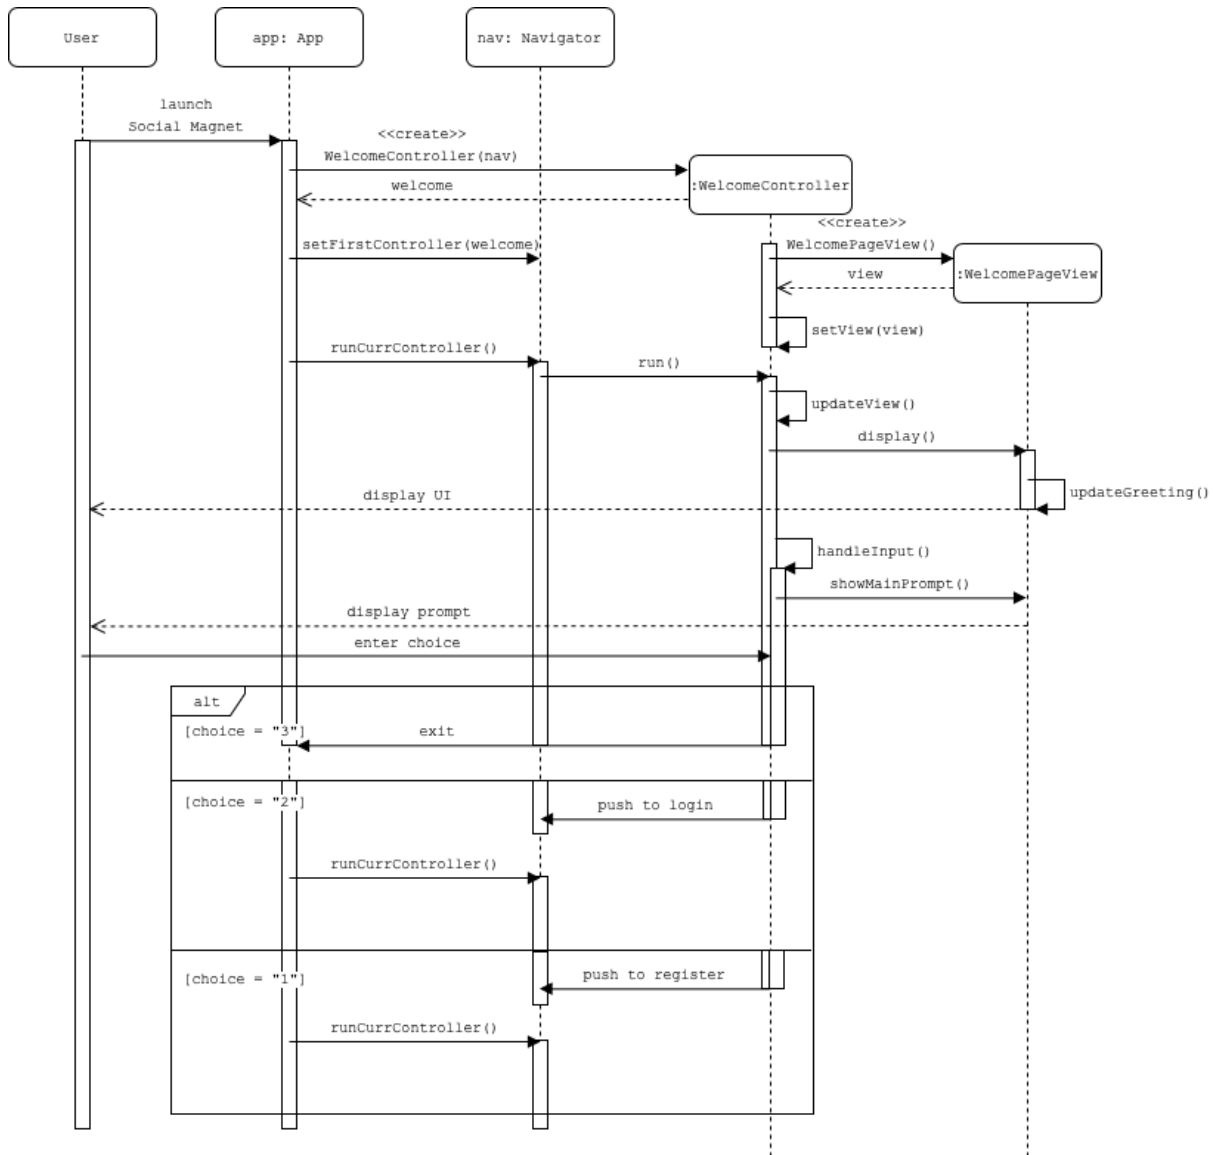 User
app: App
nav: Navigator
launch
Social Magnet
<<create>>
WelcomeController(nav)
:WelcomeController
welcome
<<create>>
setFirstController(welcome)
WelcomePageView()
:WelcomePageView
view
setView(view)
runCurrController()
run()
updateView()
display()
display UI
updateGreeting()
handleInput()
showMainPrompt()
display prompt
enter choice
alt
[choice = "3"]
exit
[choice = "2"]
push to login
runCurrController()
[choice = "1"]
push to register
runCurrController()